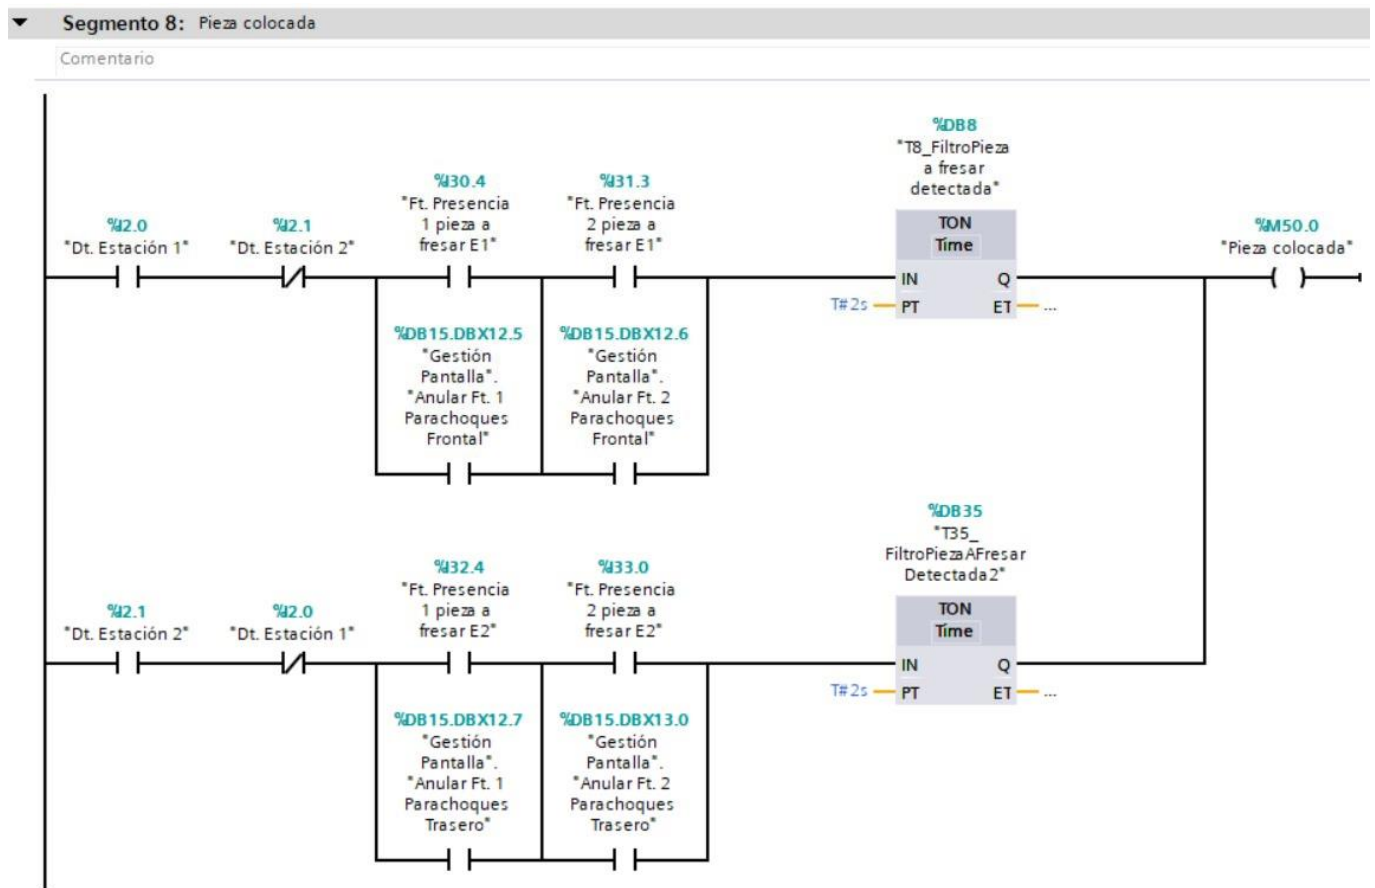 Segmento 8: Pieza colocada
Comentario
%DB8
"T8_FiltroPieza
a fresar
detectada"
%I30.4
"Ft. Presencia
1 pieza a
fresar E1"
%I31.3
"Ft. Presencia
2 pieza a
fresar E1"
%I2.0
"Dt. Estación 1"
%I2.1
"Dt. Estación 2"
TON
Time
%M50.0
"Pieza colocada"
IN Q
T#2s PT ET ...
%DB15.DBX12.5
"Gestión
Pantalla".
"Anular Ft. 1
Parachoques
Frontal"
%DB15.DBX12.6
"Gestión
Pantalla".
"Anular Ft. 2
Parachoques
Frontal"
%DB35
"T35_
FiltroPiezaAFresar
Detectada2"
%I32.4
"Ft. Presencia
1 pieza a
fresar E2"
%I33.0
"Ft. Presencia
2 pieza a
fresar E2"
%I2.1
"Dt. Estación 2"
%I2.0
"Dt. Estación 1"
TON
Time
IN Q
T#2s PT ET ...
%DB15.DBX12.7
"Gestión
Pantalla".
"Anular Ft. 1
Parachoques
Trasero"
%DB15.DBX13.0
"Gestión
Pantalla".
"Anular Ft. 2
Parachoques
Trasero"